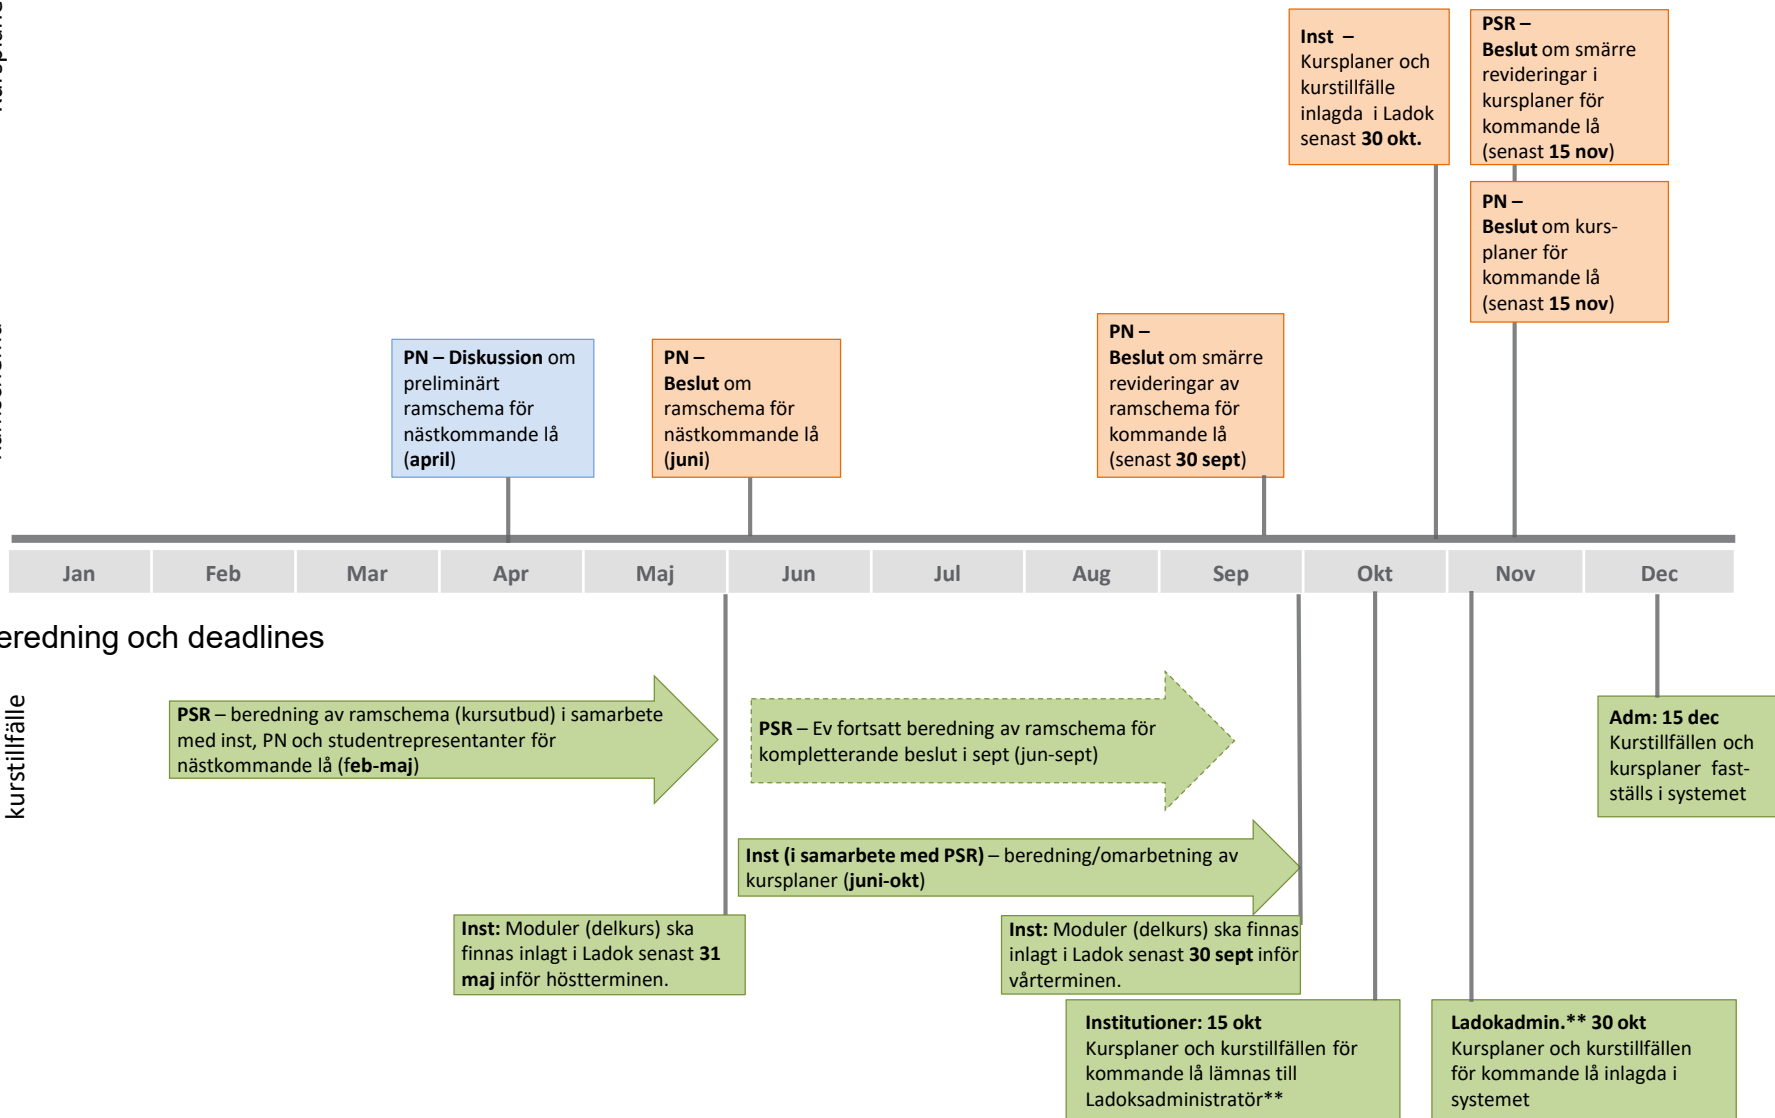 Inst –
Kursplaner och
kurstillfälle
inlagda i Ladok
senast 30 okt.
PSR –
Beslut om smärre
revideringar i
kursplaner för
kommande lå
(senast 15 nov)
PN –
Beslut om kurs-
planer för
kommande lå
(senast 15 nov)
PN – Diskussion om
preliminärt
ramschema för
nästkommande lå
(april)
PN –
Beslut om
ramschema för
nästkommande lå
(juni)
PN –
Beslut om smärre
revideringar av
ramschema för
kommande lå
(senast 30 sept)
Jan Feb Mar Apr Maj Jun Jul Aug Sep Okt Nov Dec
eredning och deadlines
kurstillfälle
PSR – beredning av ramschema (kursutbud) i samarbete
med inst, PN och studentrepresentanter för
nästkommande lå (feb-maj)
PSR – Ev fortsatt beredning av ramschema för
kompletterande beslut i sept (jun-sept)
Adm: 15 dec
Kurstillfällen och
kursplaner fast-
ställs i systemet
Inst (i samarbete med PSR) – beredning/omarbetning av
kursplaner (juni-okt)
Inst: Moduler (delkurs) ska
finnas inlagt i Ladok senast 31
maj inför höstterminen.
Inst: Moduler (delkurs) ska finnas
inlagt i Ladok senast 30 sept inför
vårterminen.
Institutioner: 15 okt
Kursplaner och kurstillfällen för
kommande lå lämnas till
Ladoksadministratör**
Ladokadmin.** 30 okt
Kursplaner och kurstillfällen
för kommande lå inlagda i
systemet